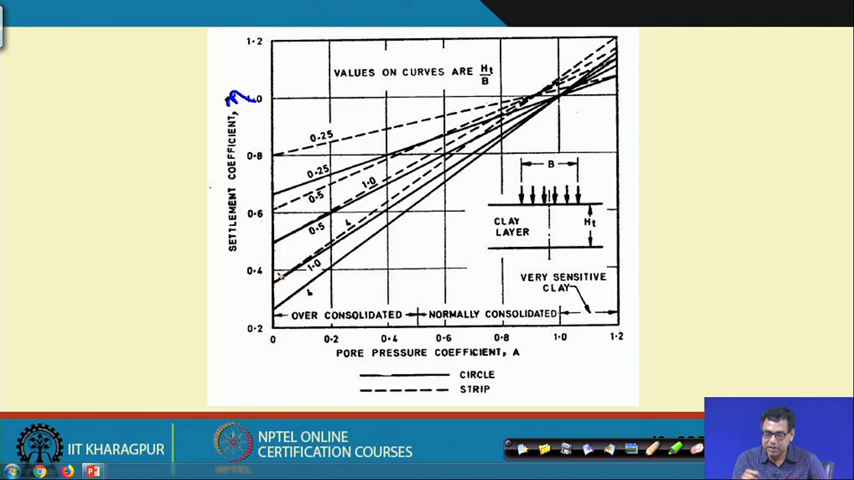 1·2
VALUES ON CURVES ARE Ht/B
η
·0
0·25
B
0·8
0·25
0·5
1·0
0·6
0·5
4
CLAY LAYER
Ht
0·4
1·0
4
VERY SENSITIVE CLAY
OVER CONSOLIDATED
NORMALLY CONSOLIDATED
0·2
0
0·2
0·4
0·6
0·8
1·0
1·2
SETTLEMENT COEFFICIENT,
PORE PRESSURE COEFFICIENT, A
CIRCLE
STRIP
IIT KHARAGPUR
NPTEL ONLINE
CERTIFICATION COURSES